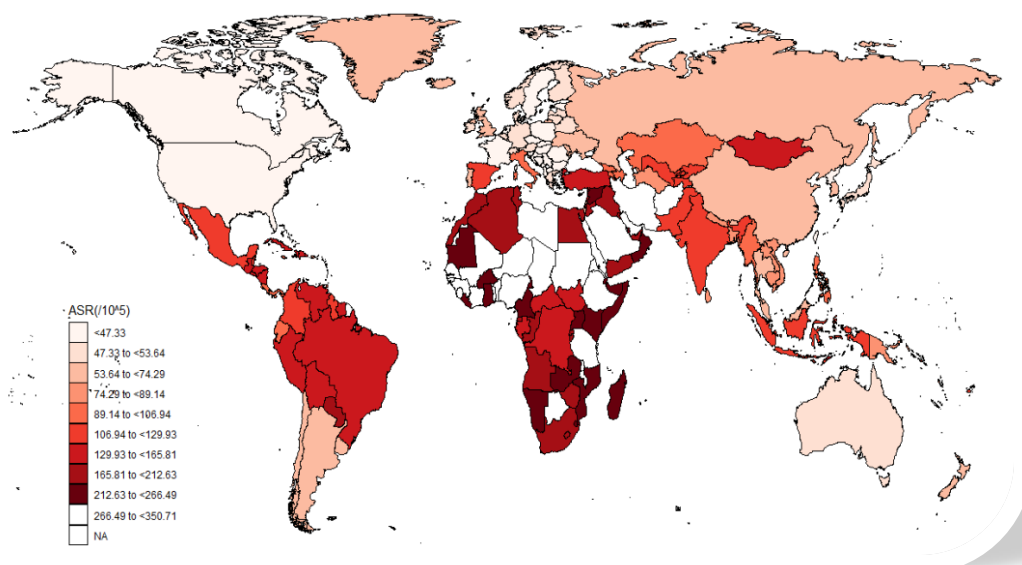 ASR(/10^5)
<47.33
47.33 to <53.64
53.64 to <74.29
74.29 to <89.14
89.14 to <106.94
106.94 to <129.93
129.93 to <165.81
165.81 to <212.63
212.63 to <266.49
266.49 to <350.71
NA